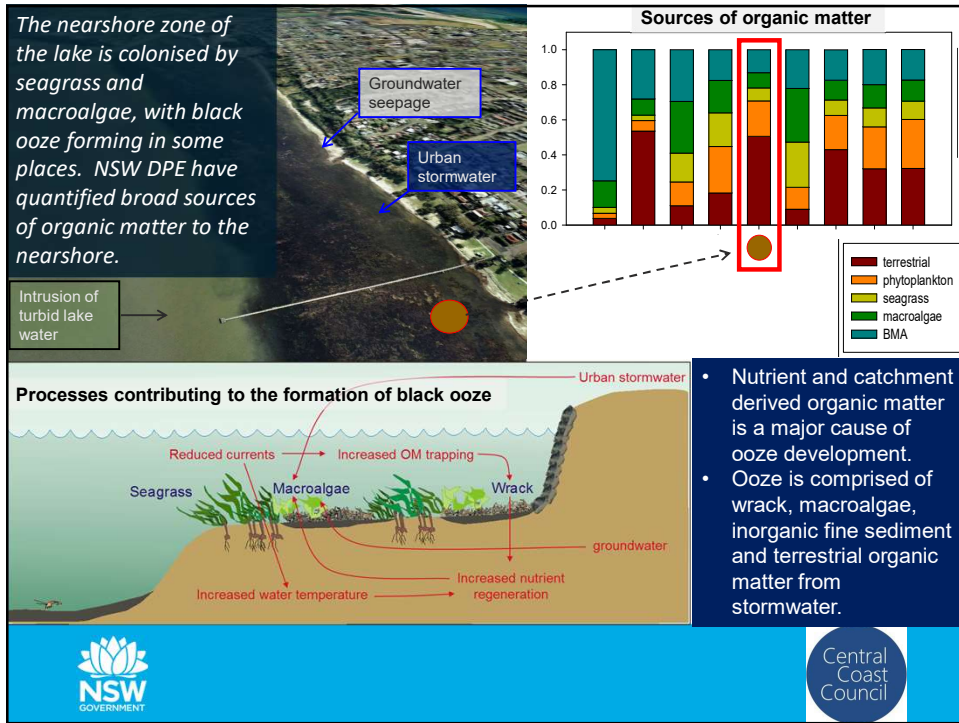 The nearshore zone of
the lake is colonised by
seagrass and
macroalgae, with black
ooze forming in some
places. NSW DPE have
quantified broad sources
of organic matter to the
nearshore.
Groundwater
seepage
Urban
stormwater
Intrusion of
turbid lake
water
Sources of organic matter
1.0
0.8
0.6
0.4
0.2
0.0
terrestrial
phytoplankton
seagrass
macroalgae
BMA
Processes contributing to the formation of black ooze
Urban stormwater
Reduced currents
Increased OM trapping
Seagrass
Macroalgae
Wrack
groundwater
Increased water temperature
Increased nutrient
regeneration
• Nutrient and catchment
derived organic matter
is a major cause of
ooze development.
• Ooze is comprised of
wrack, macroalgae,
inorganic fine sediment
and terrestrial organic
matter from
stormwater.
NSW
GOVERNMENT
Central
Coast
Council